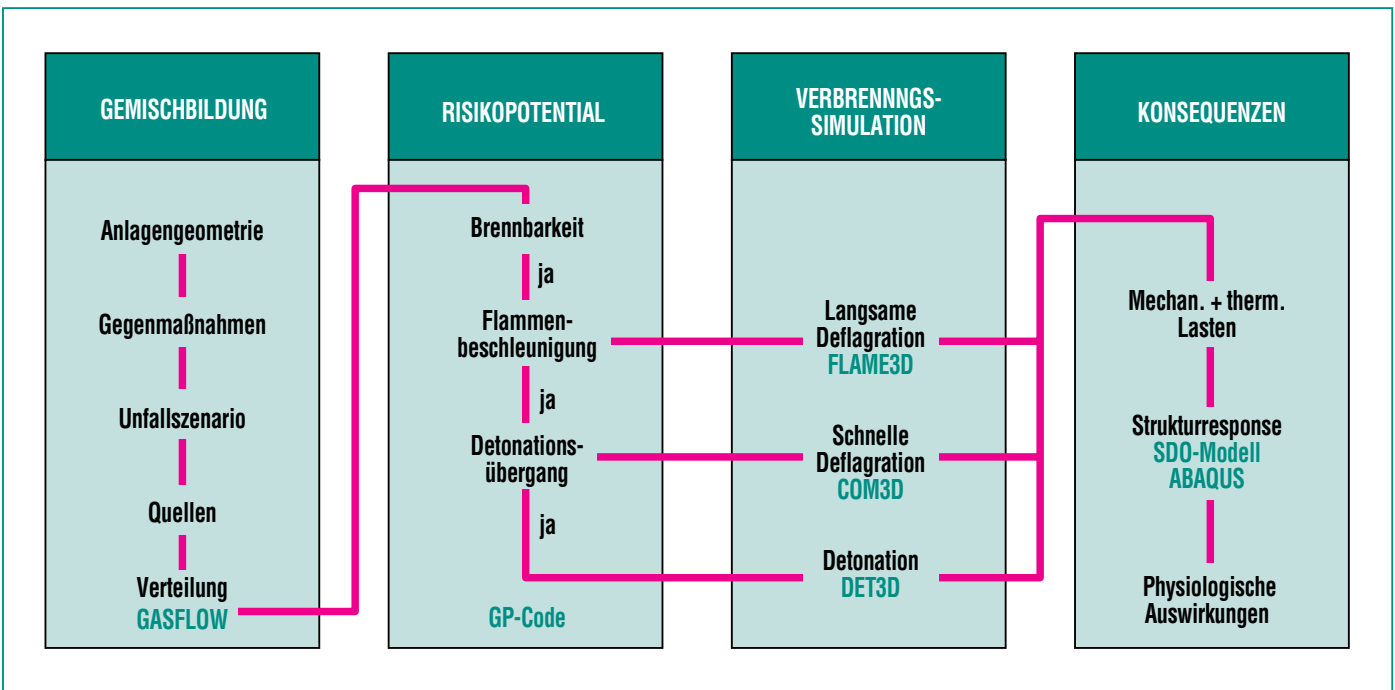 GEMISCHBILDUNG
Anlagengeometrie
Gegenmaßnahmen
Unfallszenario
Quellen
Verteilung
GASFLOW
RISIKOPOTENTIAL
Brennbarkeit
ja
Flammen-
beschleunigung
ja
Detonations-
übergang
ja
GP-Code
VERBRENNNGS-
SIMULATION
Langsame
Deflagration
FLAME3D
Schnelle
Deflagration
COM3D
Detonation
DET3D
KONSEQUENZEN
Mechan. + therm.
Lasten
Strukturresponse
SDO-Modell
ABAQUS
Physiologische
Auswirkungen